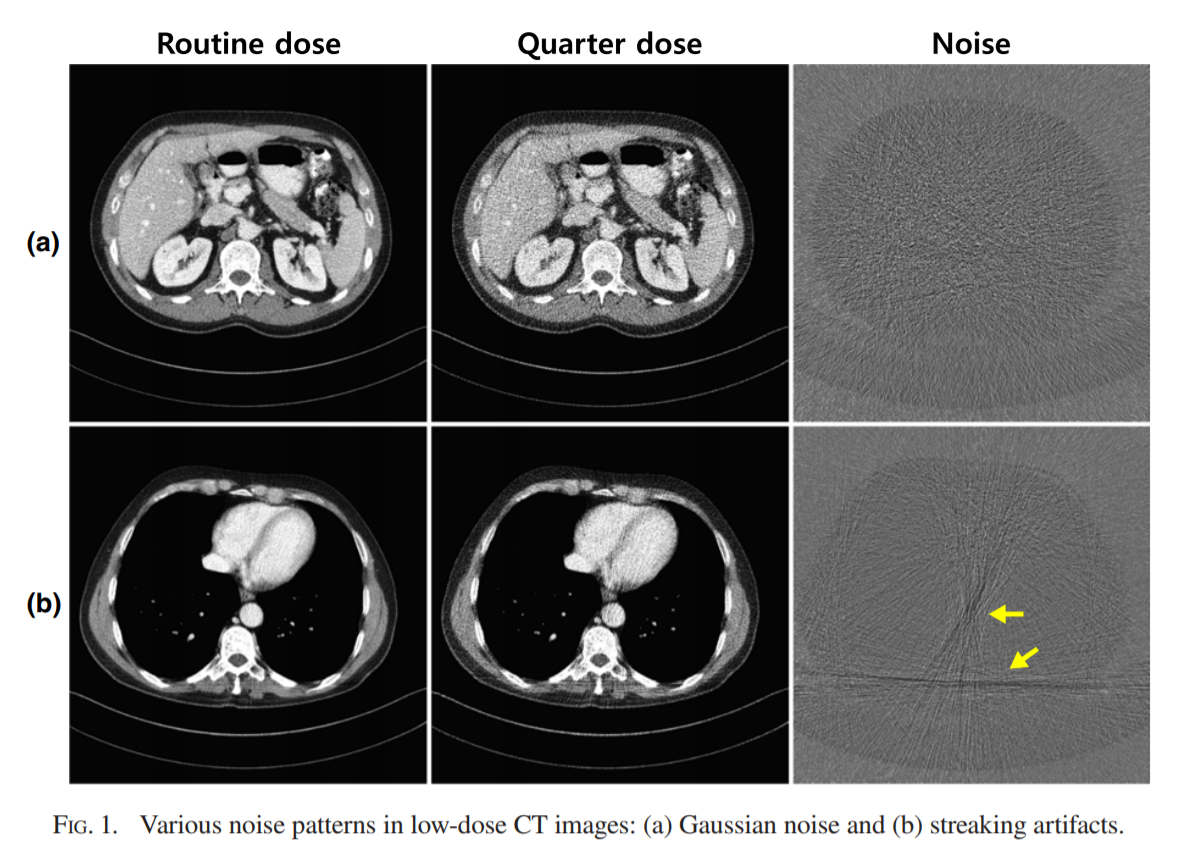 Routine dose Quarter dose Noise
(a)
(b)
FIG. 1. Various noise patterns in low-dose CT images: (a) Gaussian noise and (b) streaking artifacts.